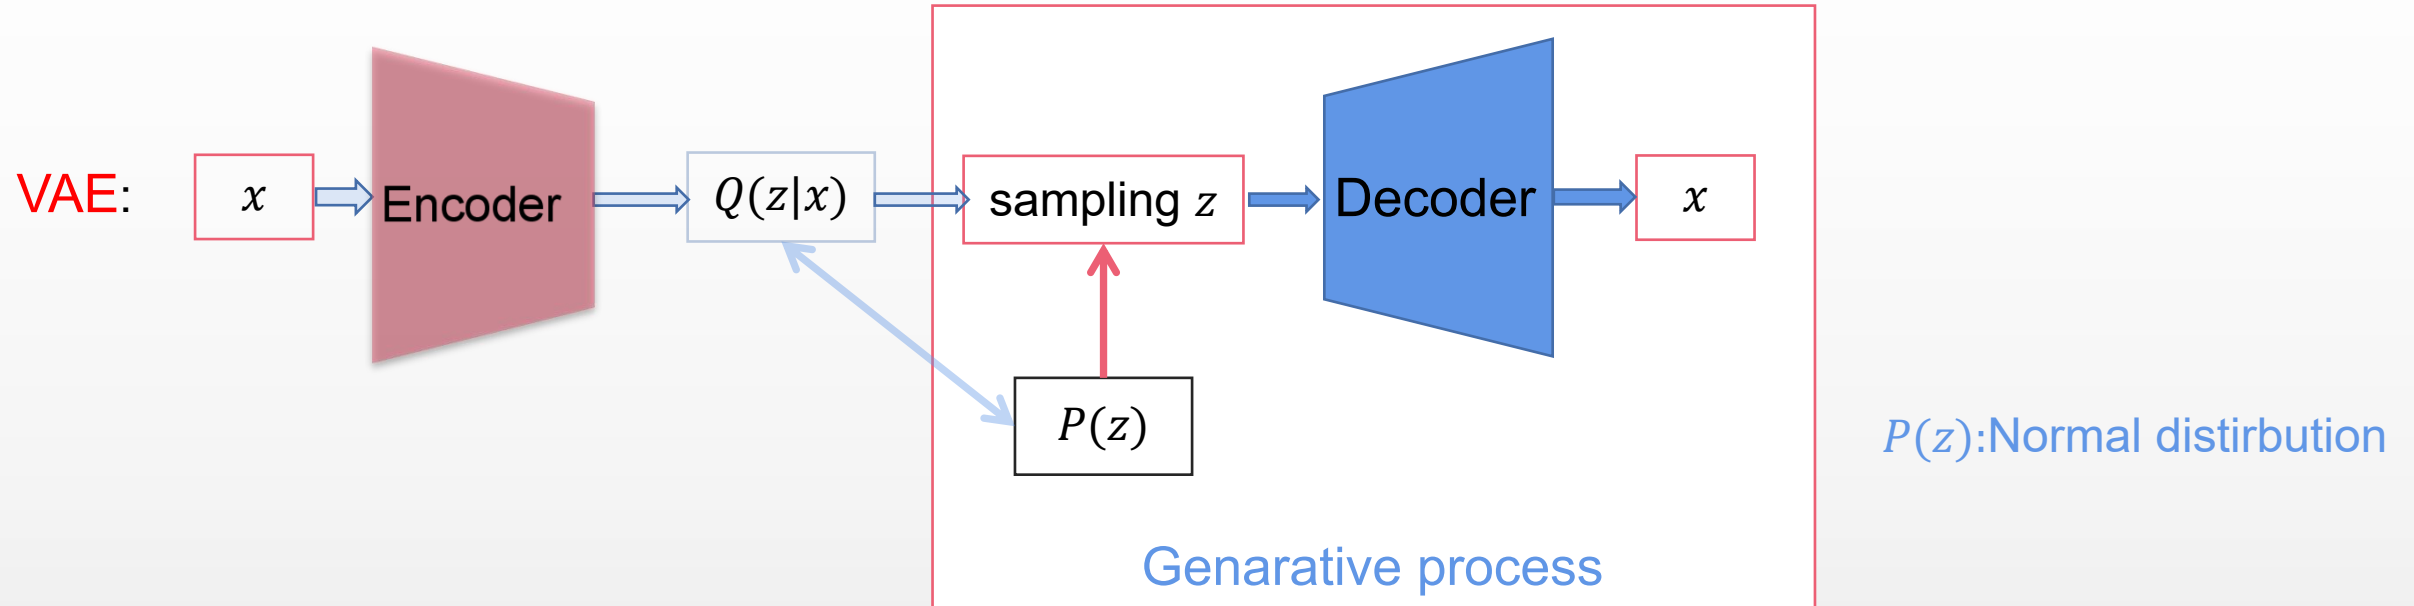 VAE:
x
Encoder
Q(z|x)
sampling z
Decoder
x
P(z)
P(z):Normal distirbution
Genarative process